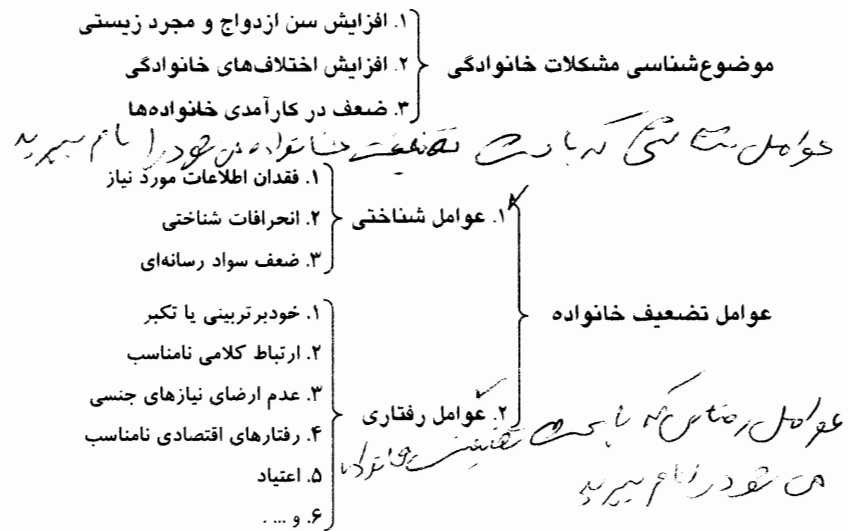 ۱. افزایش سن ازدواج و مجرد زیستی
موضوع‌شناسی مشکلات خانوادگی
۲. افزایش اختلاف‌های خانوادگی
۳. ضعف در کارآمدی خانواده‌ها
عوامل شناختی که باعث تضعیف خانواده می شود را نام ببرید
۱. فقدان اطلاعات مورد نیاز
۱. عوامل شناختی
۲. انحرافات شناختی
۳. ضعف سواد رسانه‌ای
عوامل تضعیف خانواده
۱. خودبرتربینی یا تکبر
۲. ارتباط کلامی نامناسب
۳. عدم ارضای نیازهای جنسی
۲. عوامل رفتاری
۴. رفتارهای اقتصادی نامناسب
۵. اعتیاد
۶. و ... .
عوامل رفتاری که باعث تضعیف خانواده
می شود را نام ببرید